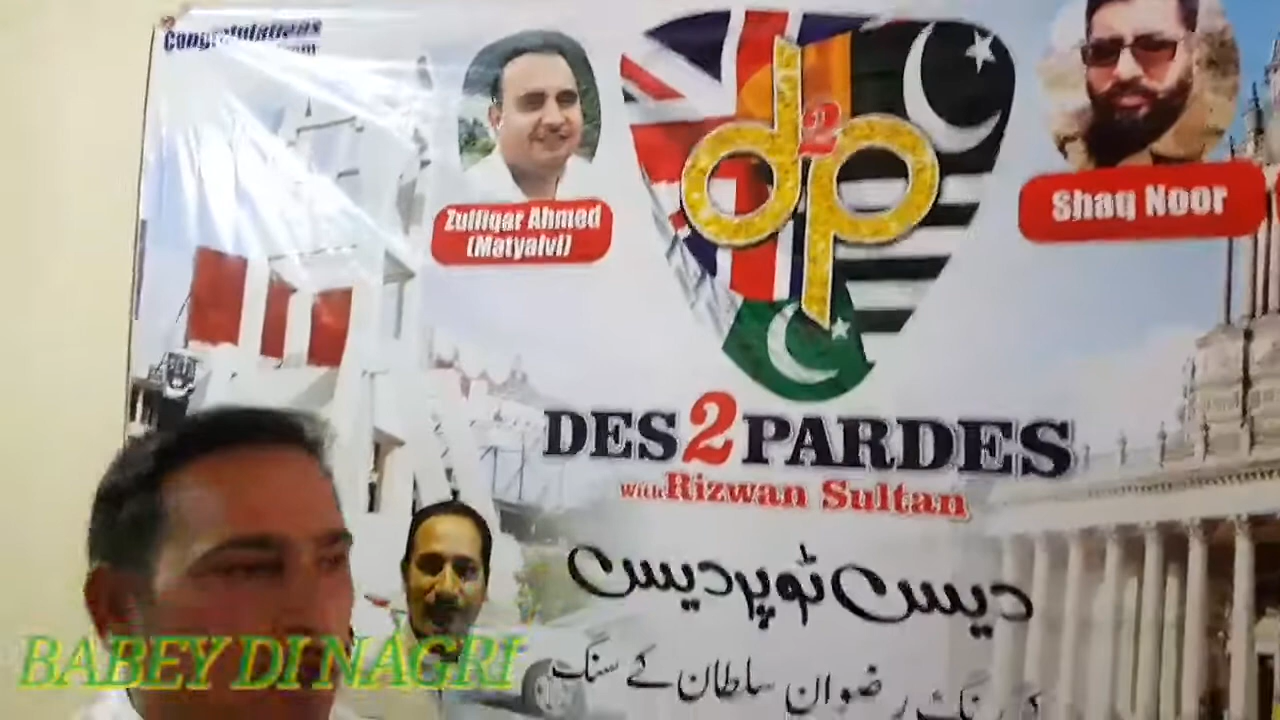 Congratulations
Zulfiqar Ahmed
(Matyalvi)
d2p
Shaq Noor
DES2PARDES
With Rizwan Sultan
دیس ٹو پردیس
رضوان سلطان کے سنگ
BABEY DI NAGRI